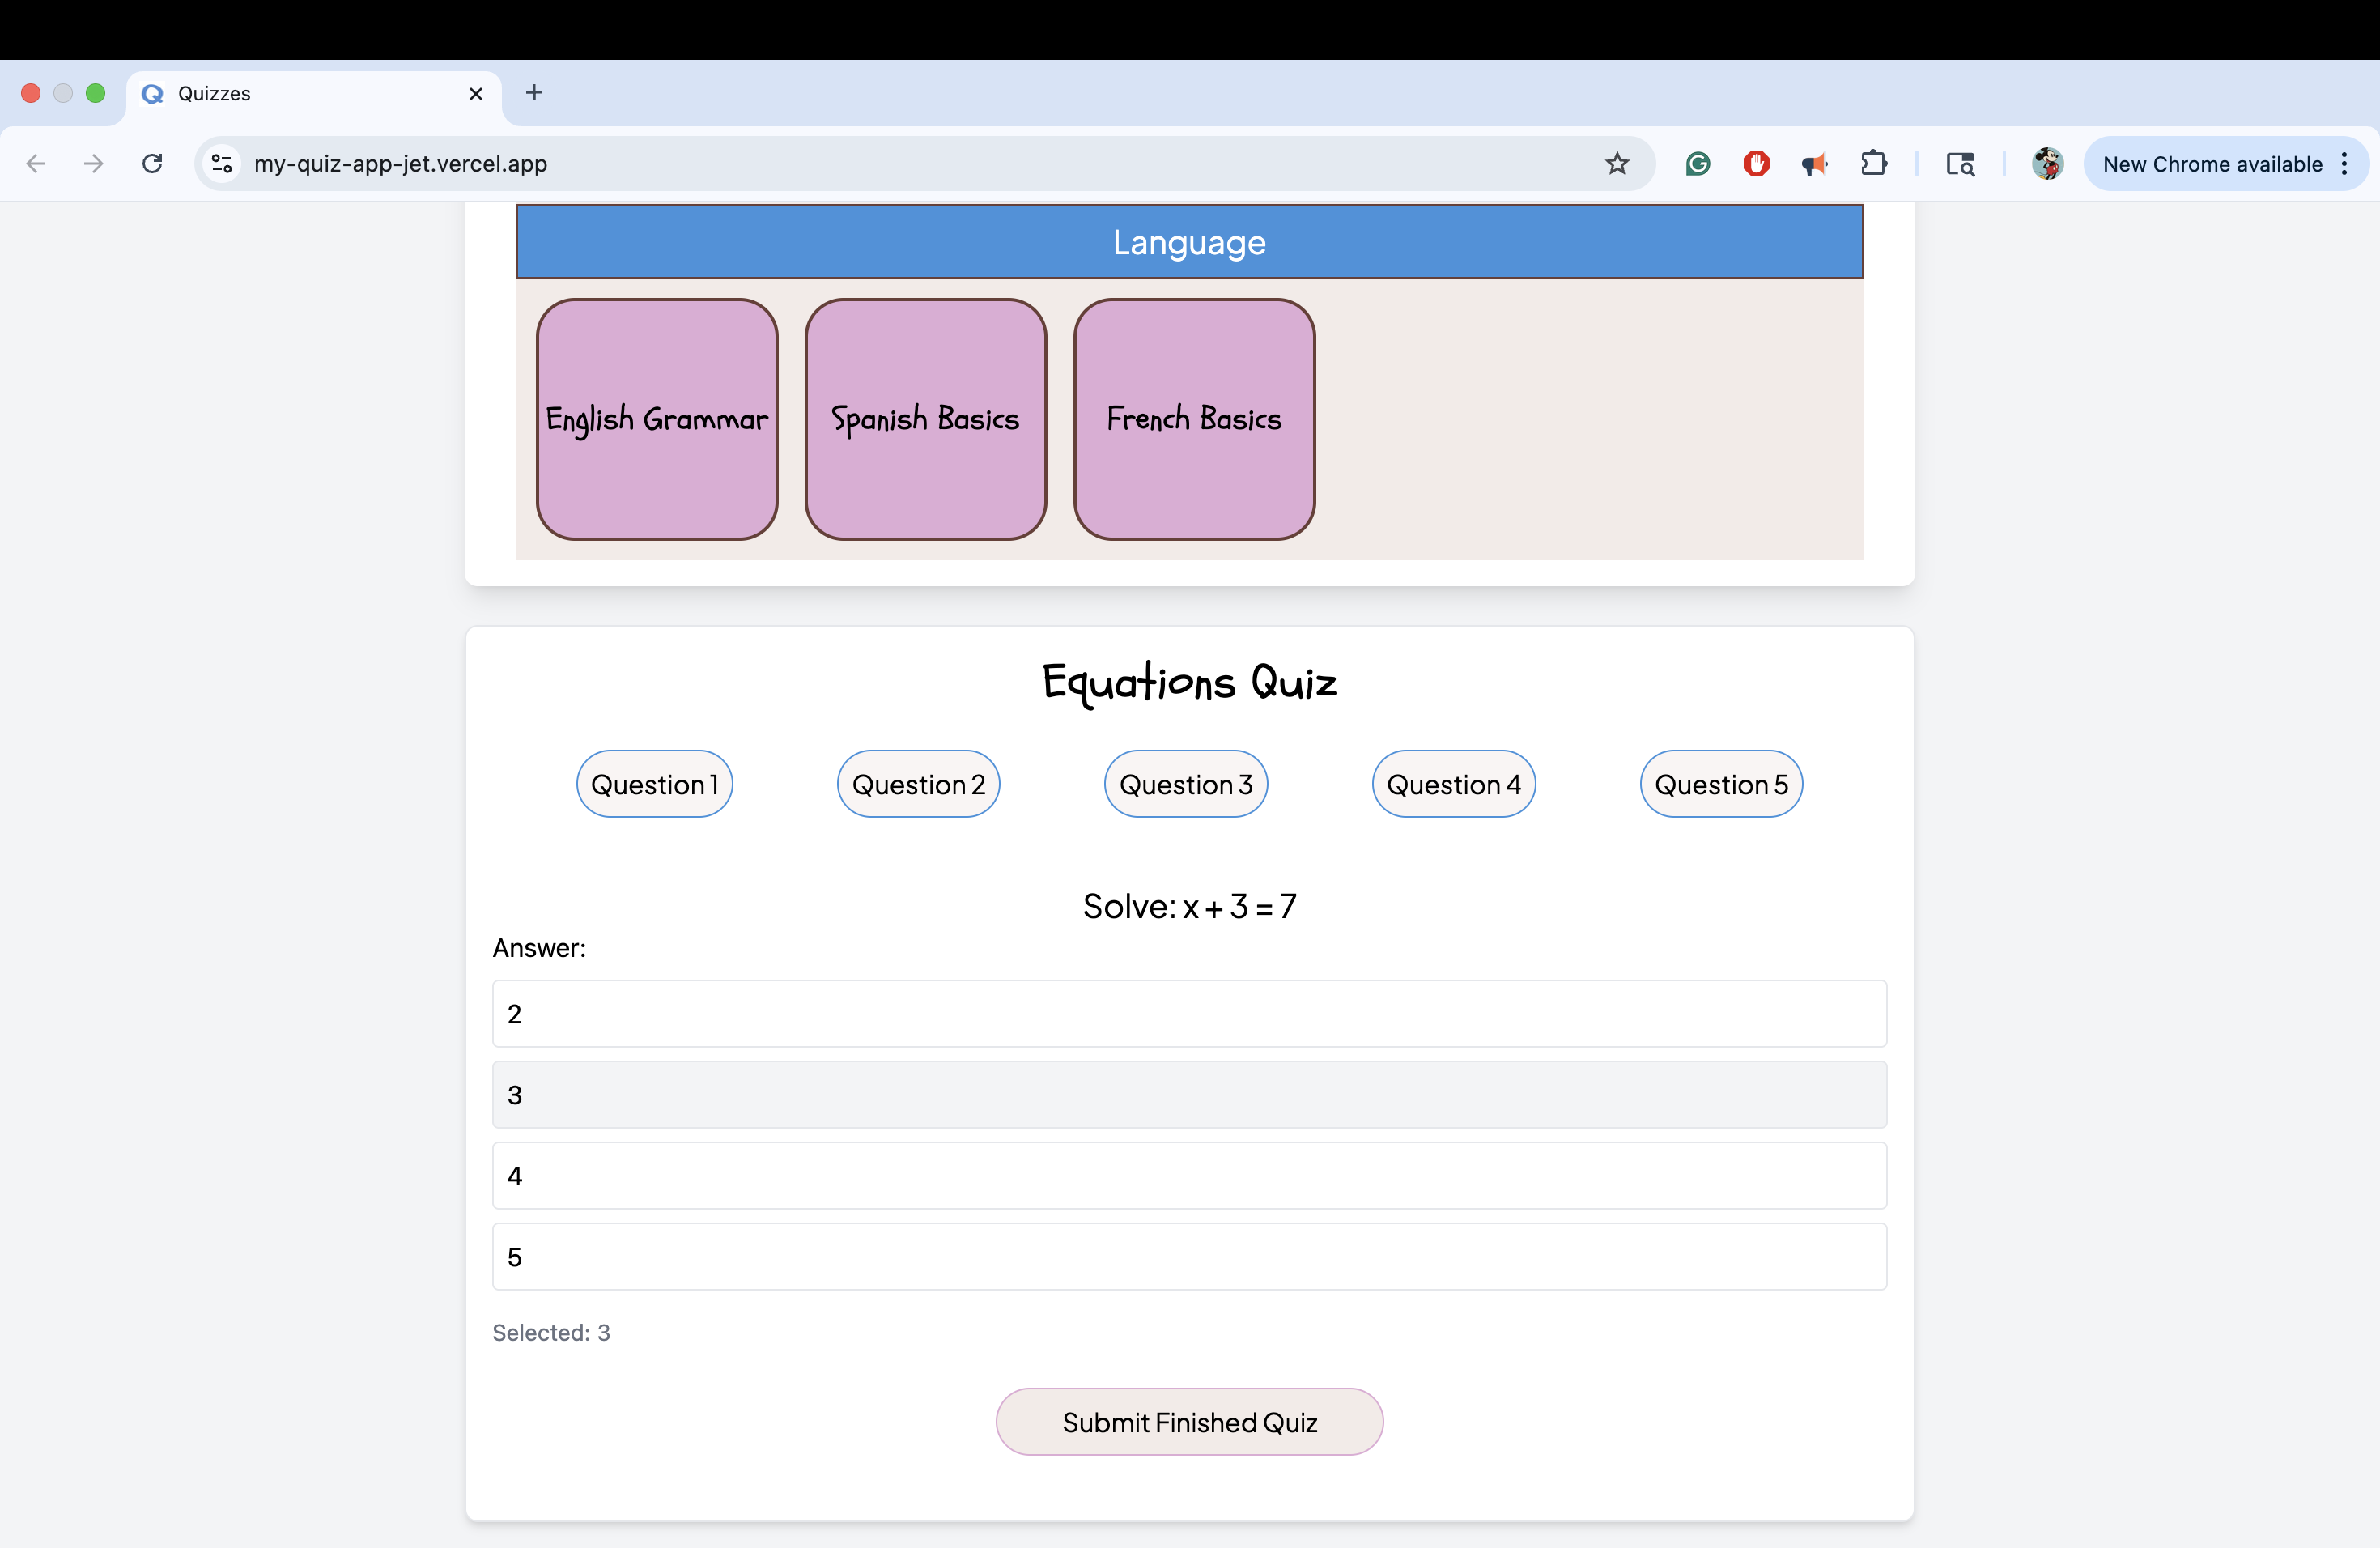 Quizzes
my-quiz-app-jet.vercel.app
New Chrome available
Language
English Grammar
Spanish Basics
French Basics
Equations Quiz
Question 1
Question 2
Question 3
Question 4
Question 5
Solve: x + 3 = 7
Answer:
2
3
4
5
Selected: 3
Submit Finished Quiz